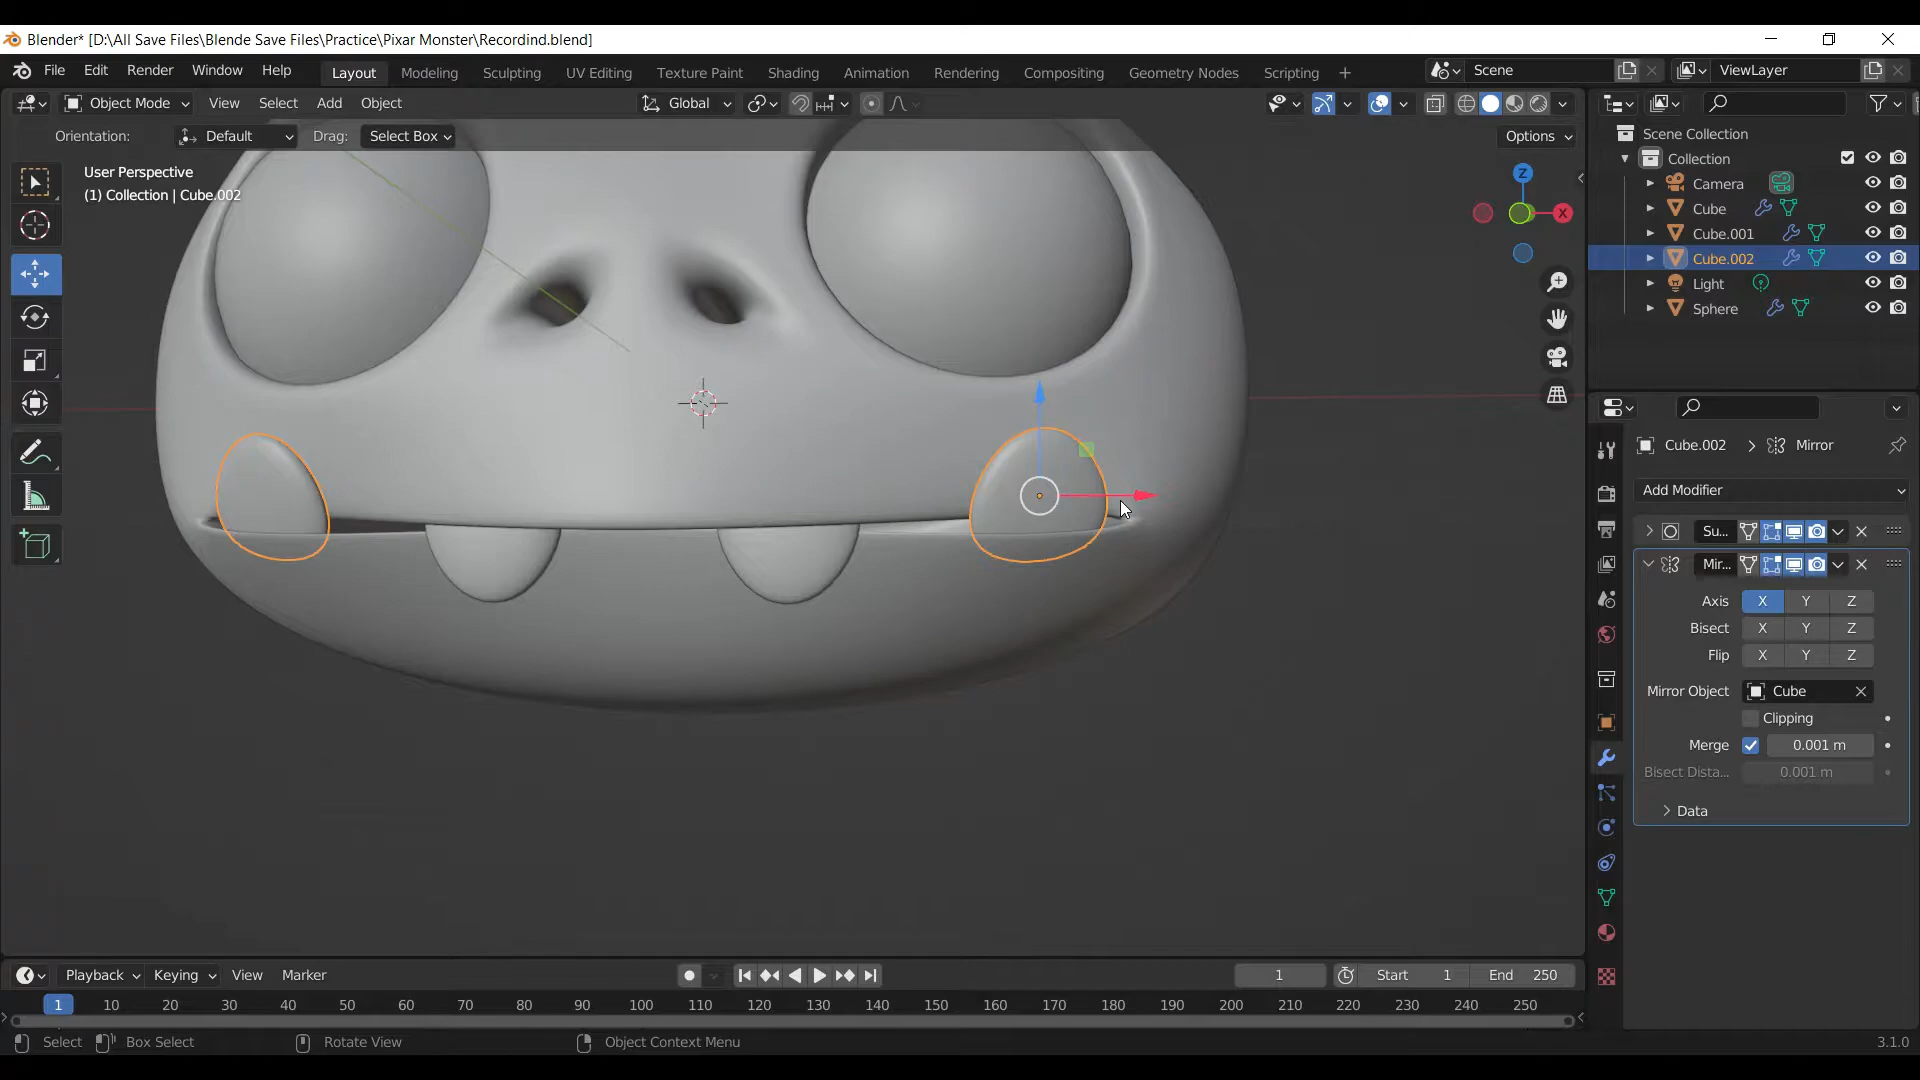 Blender* [D:\All Save Files\Blende Save Files\Practice\Pixar Monster\Recordind.blend]
File Edit Render Window Help
Layout Modeling Sculpting UV Editing Texture Paint Shading Animation Rendering Compositing Geometry Nodes Scripting +
Scene
ViewLayer
Object Mode View Select Add Object
Global
Orientation: Default Drag: Select Box
Options
User Perspective
(1) Collection | Cube.002
Z
X
Scene Collection
Collection
Camera
Cube
Cube.001
Cube.002
Light
Sphere
Cube.002 > Mirror
Add Modifier
Su...
Mir...
Axis X Y Z
Bisect X Y Z
Flip X Y Z
Mirror Object Cube
Clipping
Merge 0.001 m
Bisect Dista... 0.001 m
Data
Playback Keying View Marker
1
Start 1 End 250
1 10 20 30 40 50 60 70 80 90 100 110 120 130 140 150 160 170 180 190 200 210 220 230 240 250
Select Box Select Rotate View Object Context Menu
3.1.0